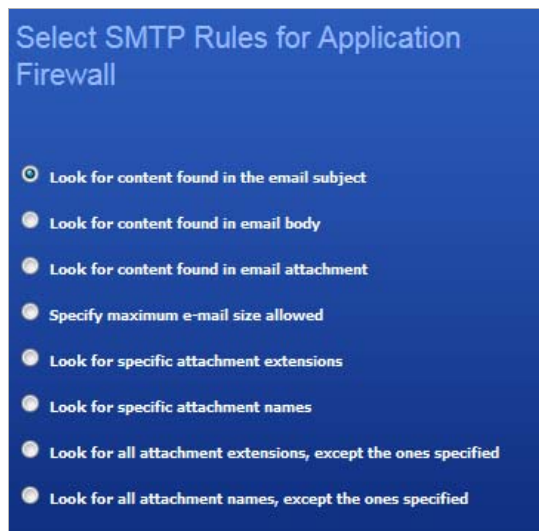 Select SMTP Rules for Application
Firewall
Look for content found in the email subject
Look for content found in email body
Look for content found in email attachment
Specify maximum e-mail size allowed
Look for specific attachment extensions
Look for specific attachment names
Look for all attachment extensions, except the ones specified
Look for all attachment names, except the ones specified